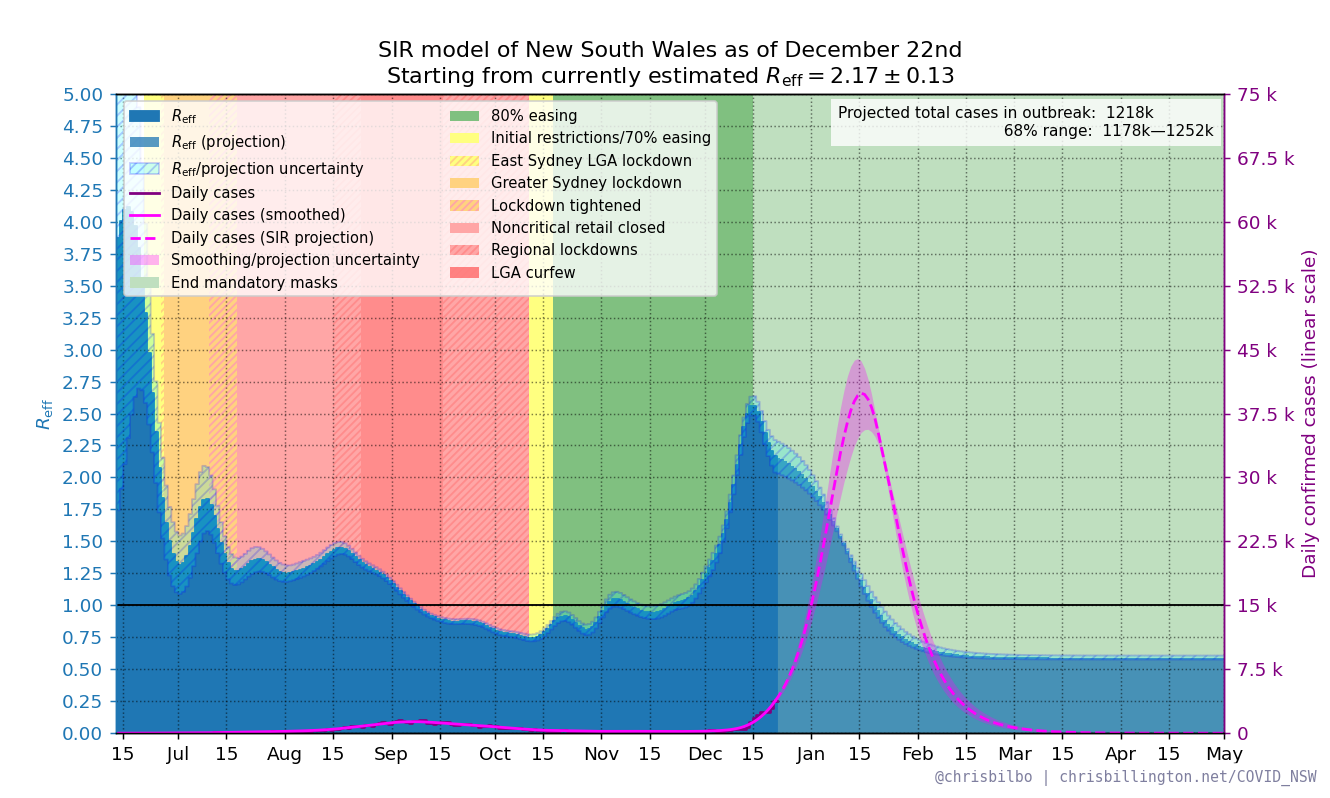 SIR model of New South Wales as of December 22nd
Starting from currently estimated R_eff = 2.17 ± 0.13
R_eff
R_eff (projection)
R_eff/projection uncertainty
Daily cases
Daily cases (smoothed)
Daily cases (SIR projection)
Smoothing/projection uncertainty
End mandatory masks
80% easing
Initial restrictions/70% easing
East Sydney LGA lockdown
Greater Sydney lockdown
Lockdown tightened
Noncritical retail closed
Regional lockdowns
LGA curfew
Projected total cases in outbreak: 1218k
68% range: 1178k—1252k
R_eff
5.00
4.75
4.50
4.25
4.00
3.75
3.50
3.25
3.00
2.75
2.50
2.25
2.00
1.75
1.50
1.25
1.00
0.75
0.50
0.25
0.00
75 k
67.5 k
60 k
52.5 k
45 k
37.5 k
30 k
22.5 k
15 k
7.5 k
0
Daily confirmed cases (linear scale)
15 Jul 15 Aug 15 Sep 15 Oct 15 Nov 15 Dec 15 Jan 15 Feb 15 Mar 15 Apr 15 May
@chrisbilbo | chrisbillington.net/COVID_NSW